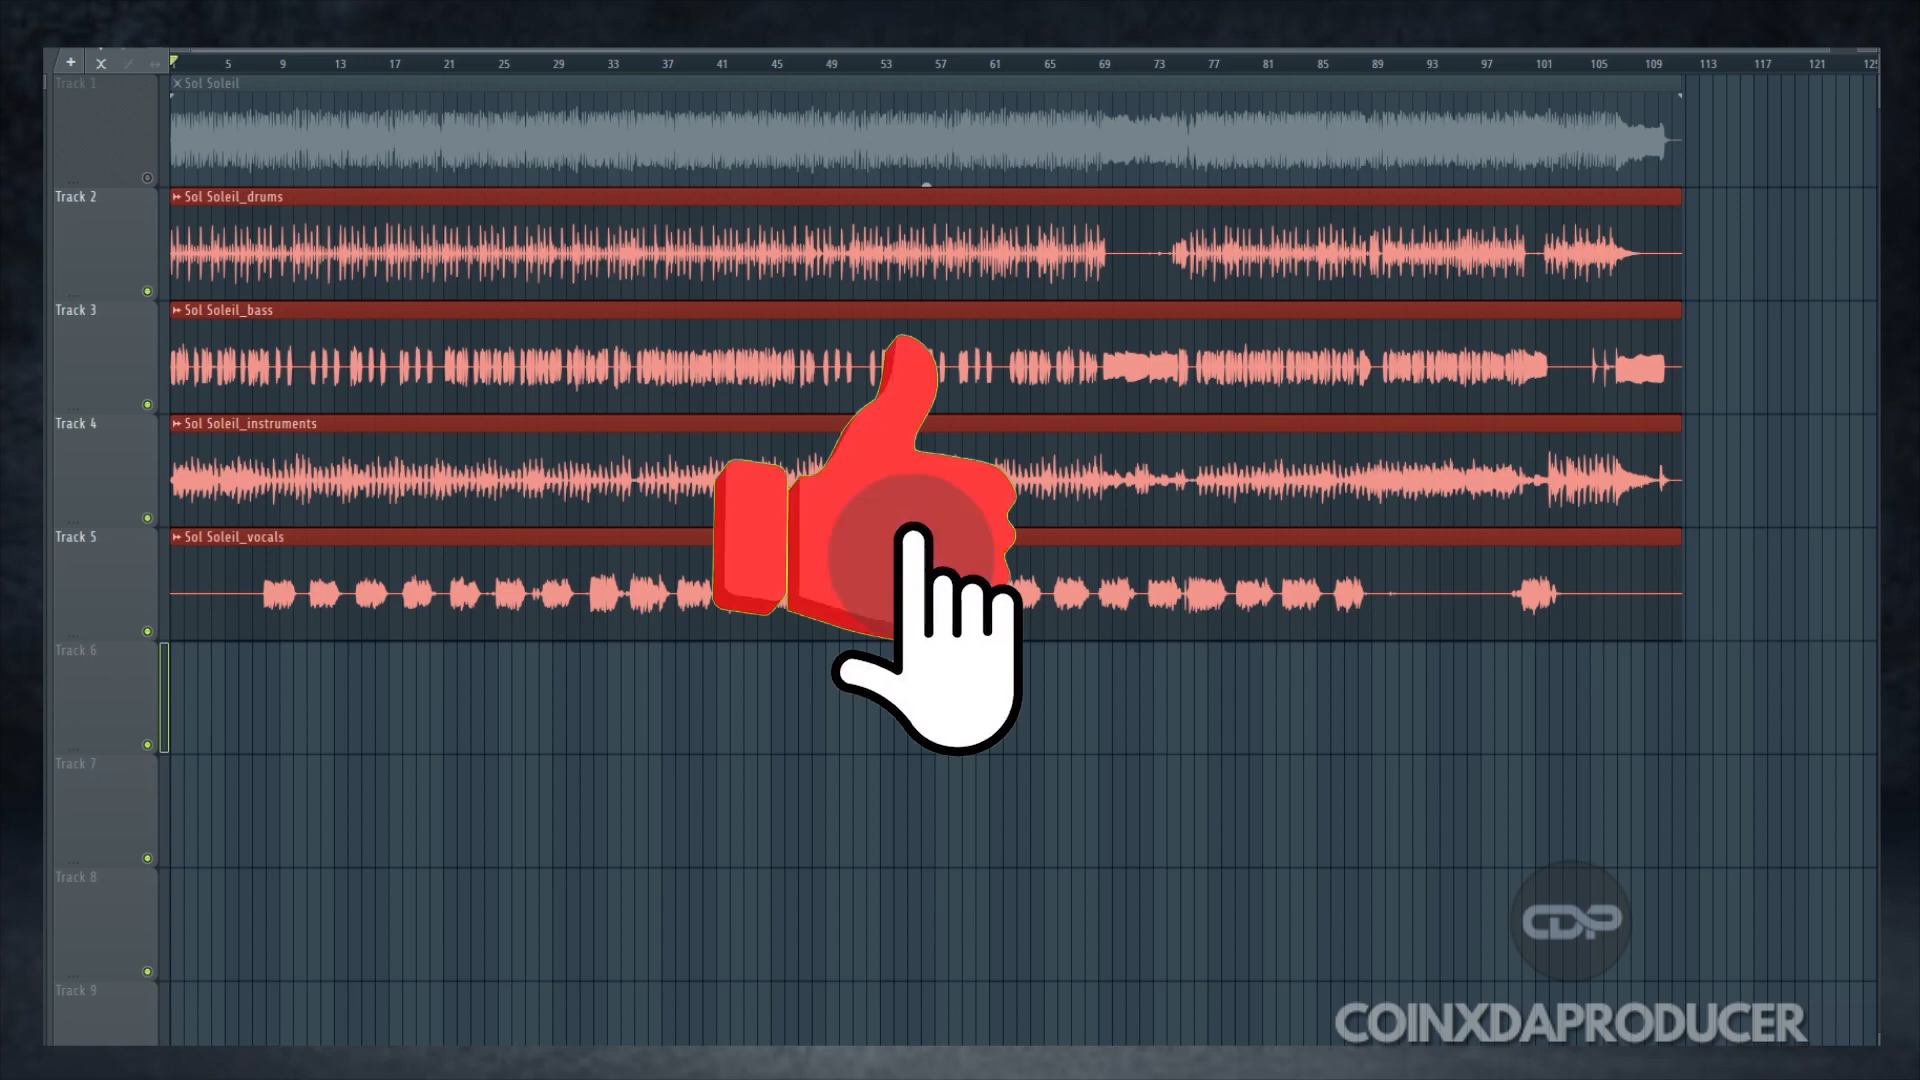 + 5 9 13 17 21 25 29 33 37 41 45 49 53 57 61 65 69 73 77 81 85 89 93 97 101 105 109 113 117 121 125
Track 1 Sol Soleil
Track 2 Sol Soleil_drums
Track 3 Sol Soleil_bass
Track 4 Sol Soleil_instruments
Track 5 Sol Soleil_vocals
Track 6
Track 7
Track 8
Track 9
CDP
COINXDAPRODUCER